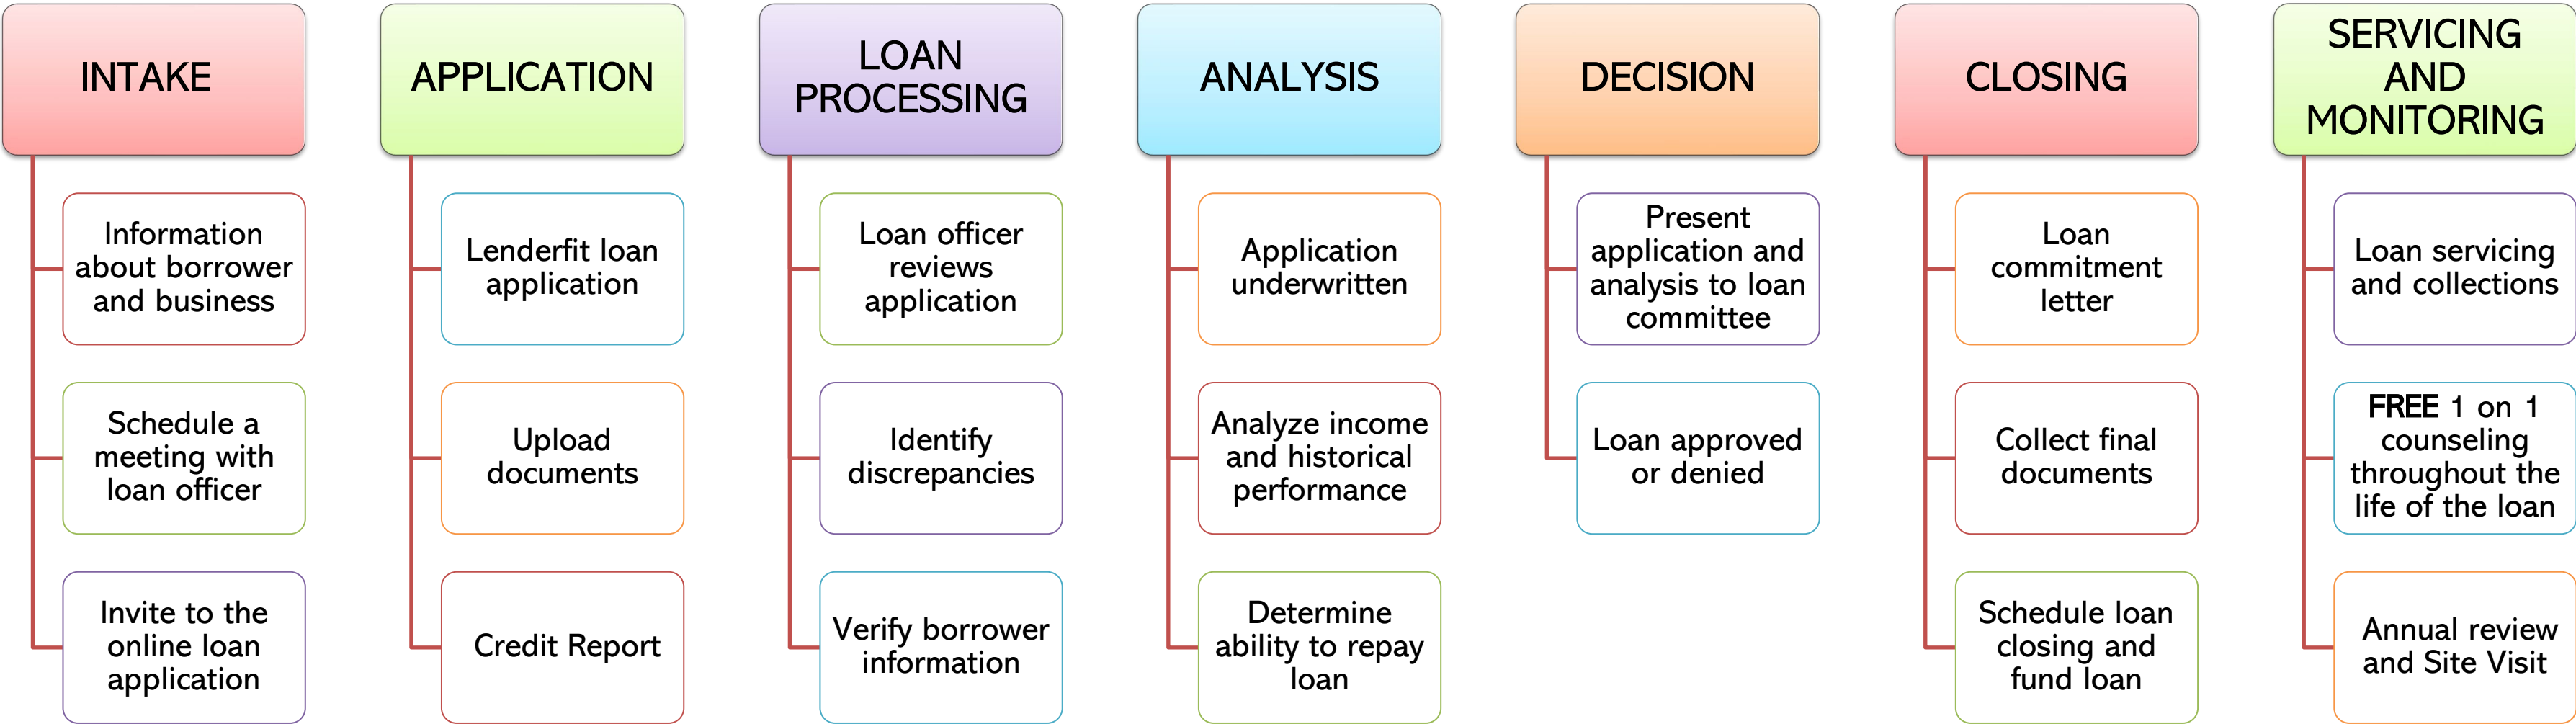 INTAKE
Information
about borrower
and business
Schedule a
meeting with
loan officer
Invite to the
online loan
application
APPLICATION
Lenderfit loan
application
Upload
documents
Credit Report
LOAN
PROCESSING
Loan officer
reviews
application
Identify
discrepancies
Verify borrower
information
ANALYSIS
Application
underwritten
Analyze income
and historical
performance
Determine
ability to repay
loan
DECISION
Present
application and
analysis to loan
committee
Loan approved
or denied
CLOSING
Loan
commitment
letter
Collect final
documents
Schedule loan
closing and
fund loan
SERVICING
AND
MONITORING
Loan servicing
and collections
FREE 1 on 1
counseling
throughout the
life of the loan
Annual review
and Site Visit